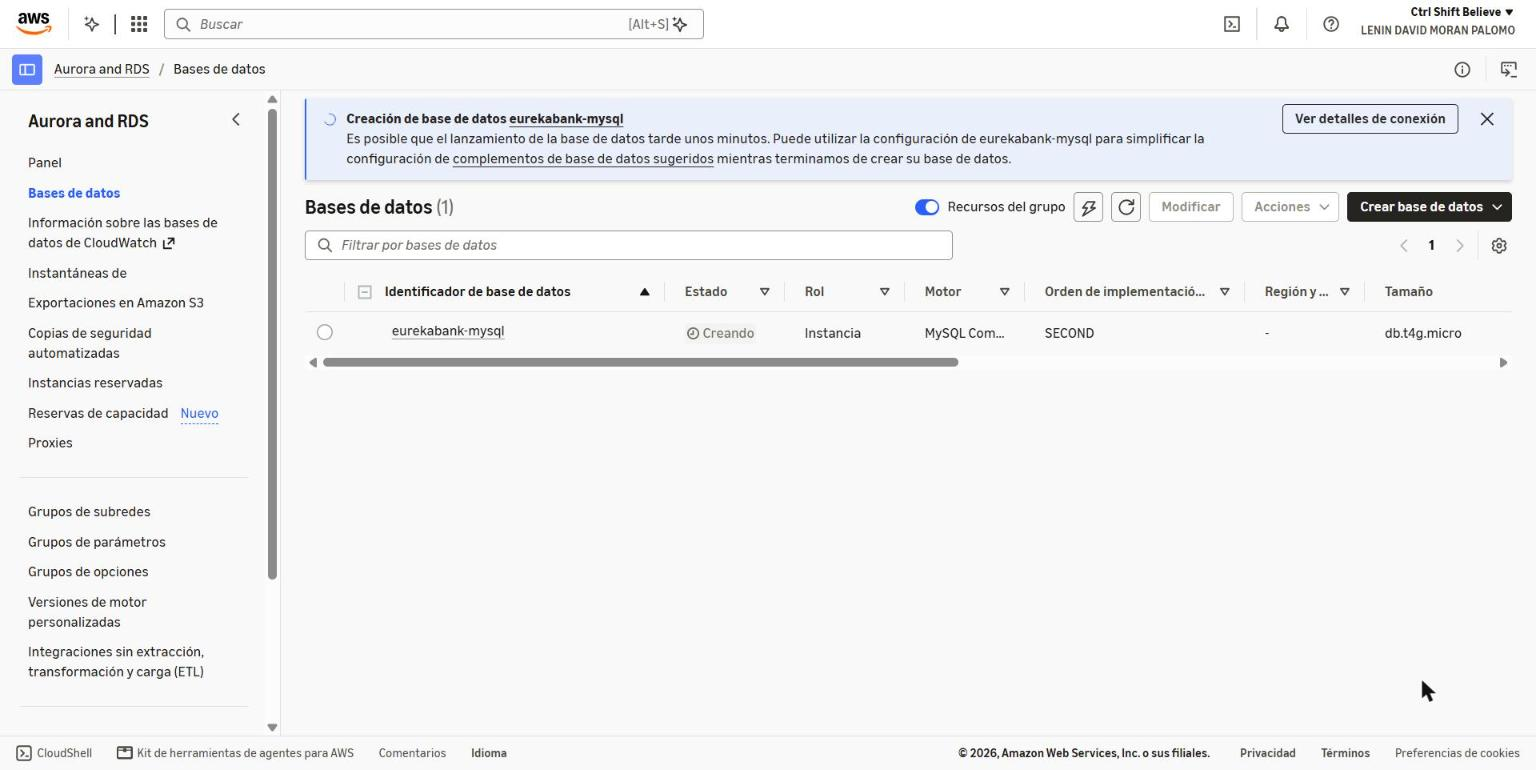 aws
Buscar
[Alt+S]
Ctrl Shift Believe ▼
LENIN DAVID MORAN PALOMO
Aurora and RDS / Bases de datos
Aurora and RDS
Panel
Bases de datos
Información sobre las bases de
datos de CloudWatch
Instantáneas de
Exportaciones en Amazon S3
Copias de seguridad
automatizadas
Instancias reservadas
Reservas de capacidad Nuevo
Proxies
Grupos de subredes
Grupos de parámetros
Grupos de opciones
Versiones de motor
personalizadas
Integraciones sin extracción,
transformación y carga (ETL)
Creación de base de datos eurekabank-mysql
Es posible que el lanzamiento de la base de datos tarde unos minutos. Puede utilizar la configuración de eurekabank-mysql para simplificar la
configuración de complementos de base de datos sugeridos mientras terminamos de crear su base de datos.
Ver detalles de conexión
Bases de datos (1)
Recursos del grupo
Modificar
Acciones
Crear base de datos
Filtrar por bases de datos
1
Identificador de base de datos Estado Rol Motor Orden de implementació... Región y ... Tamaño
eurekabank-mysql Creando Instancia MySQL Com... SECOND - db.t4g.micro
CloudShell Kit de herramientas de agentes para AWS Comentarios Idioma © 2026, Amazon Web Services, Inc. o sus filiales. Privacidad Términos Preferencias de cookies